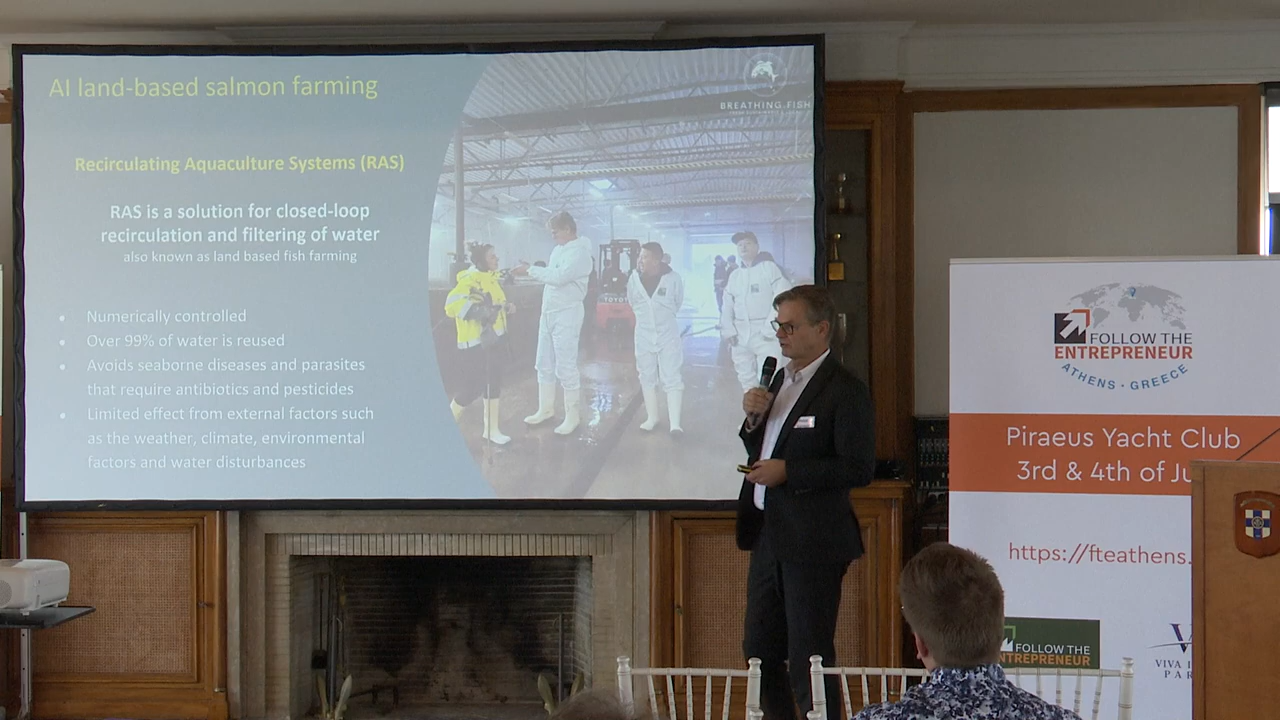 AI land-based salmon farming
BREATHING FISH
Recirculating Aquaculture Systems (RAS)
RAS is a solution for closed-loop
recirculation and filtering of water
also known as land based fish farming
• Numerically controlled
• Over 99% of water is reused
• Avoids seaborne diseases and parasites
that require antibiotics and pesticides
• Limited effect from external factors such
as the weather, climate, environmental
factors and water disturbances
TOYOT
FOLLOW THE
ENTREPRENEUR
ATHENS · GREECE
Piraeus Yacht Club
3rd & 4th of Ju
https://fteathens.
FOLLOW THE
ENTREPRENEUR
V
VIVA
PAR